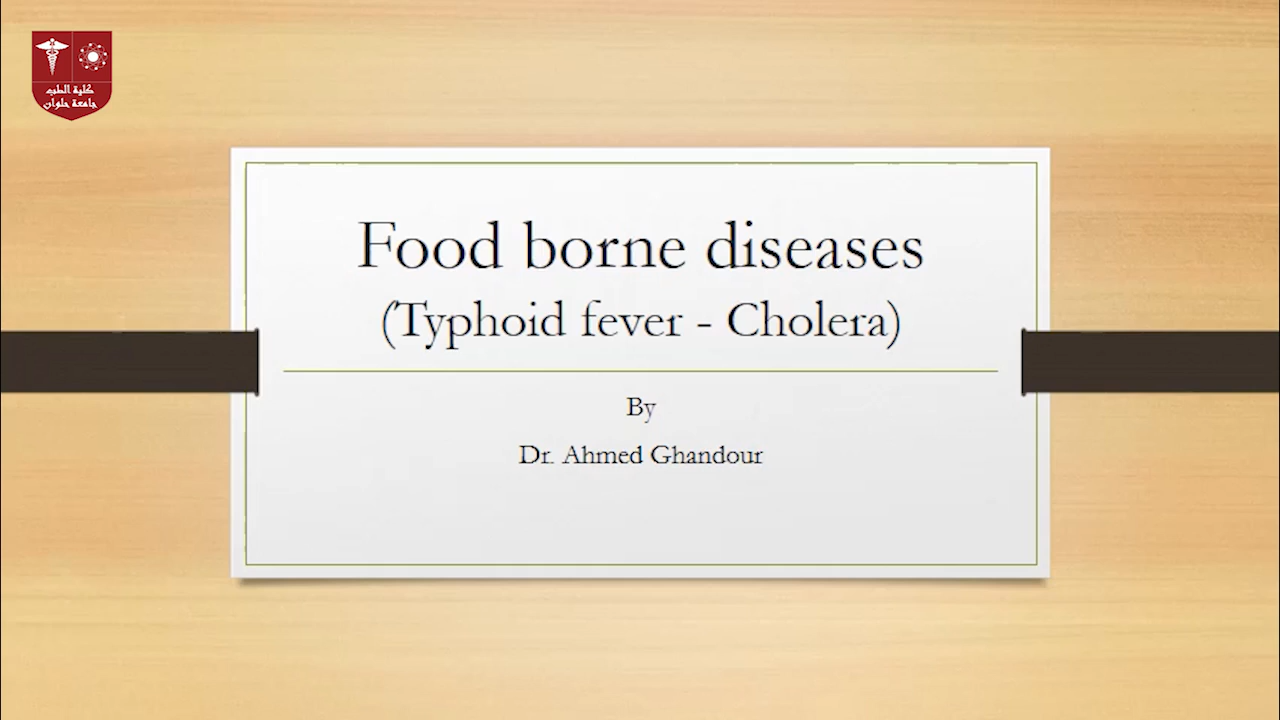 كلية الطب
جامعة حلوان
Food borne diseases
(Typhoid fever - Cholera)
By
Dr. Ahmed Ghandour